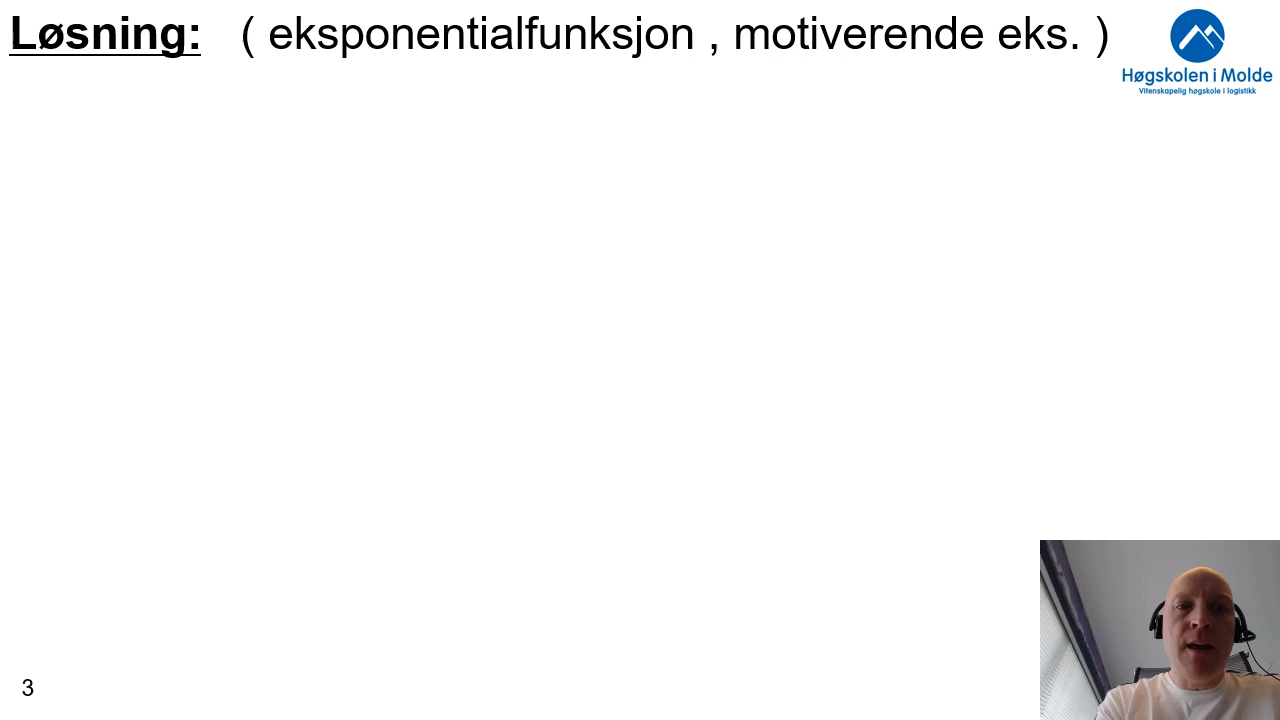 Løsning: ( eksponentialfunksjon , motiverende eks. )
Høgskolen i Molde
Vitenskapelig høgskole i logistikk
3